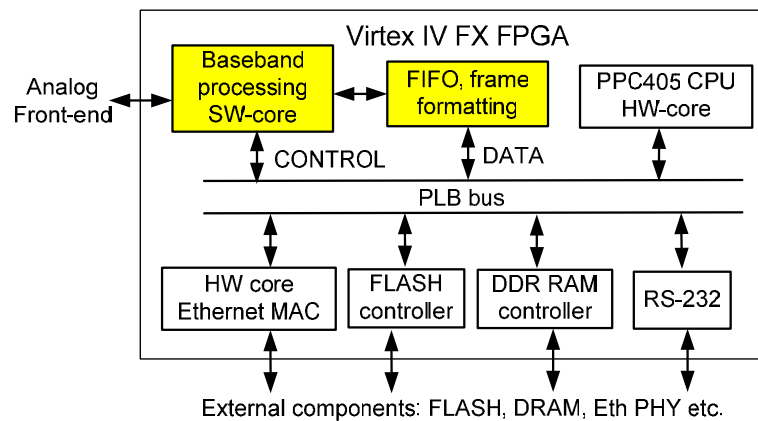 Virtex IV FX FPGA
Analog
Front-end
Baseband
processing
SW-core
FIFO, frame
formatting
PPC405 CPU
HW-core
CONTROL
DATA
PLB bus
HW core
Ethernet MAC
FLASH
controller
DDR RAM
controller
RS-232
External components: FLASH, DRAM, Eth PHY etc.